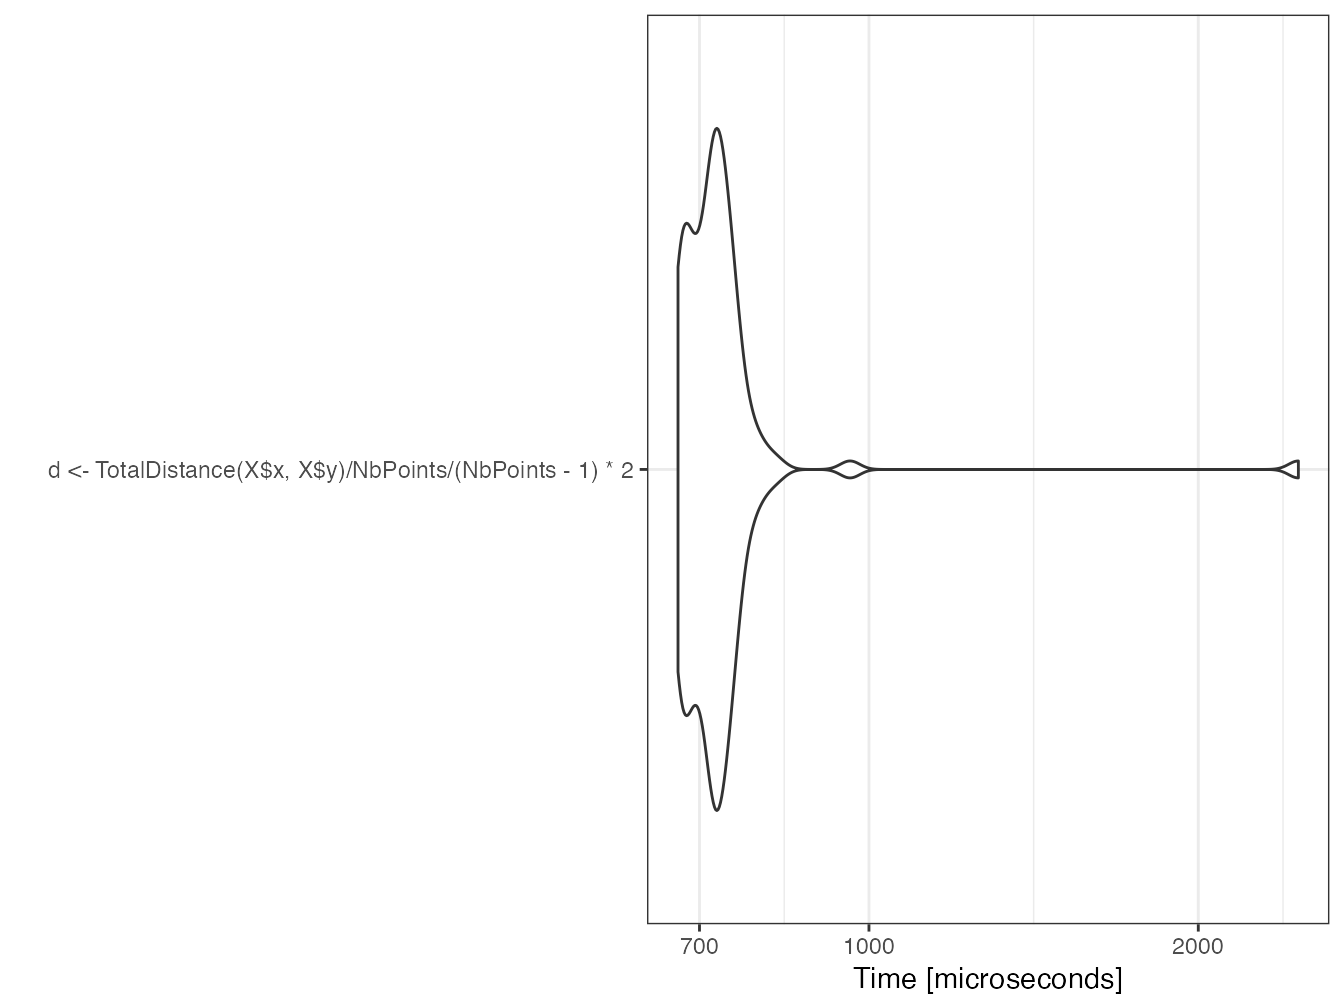 d <- TotalDistance(X$x, X$y)/NbPoints/(NbPoints - 1) * 2
700 1000 2000
Time [microseconds]